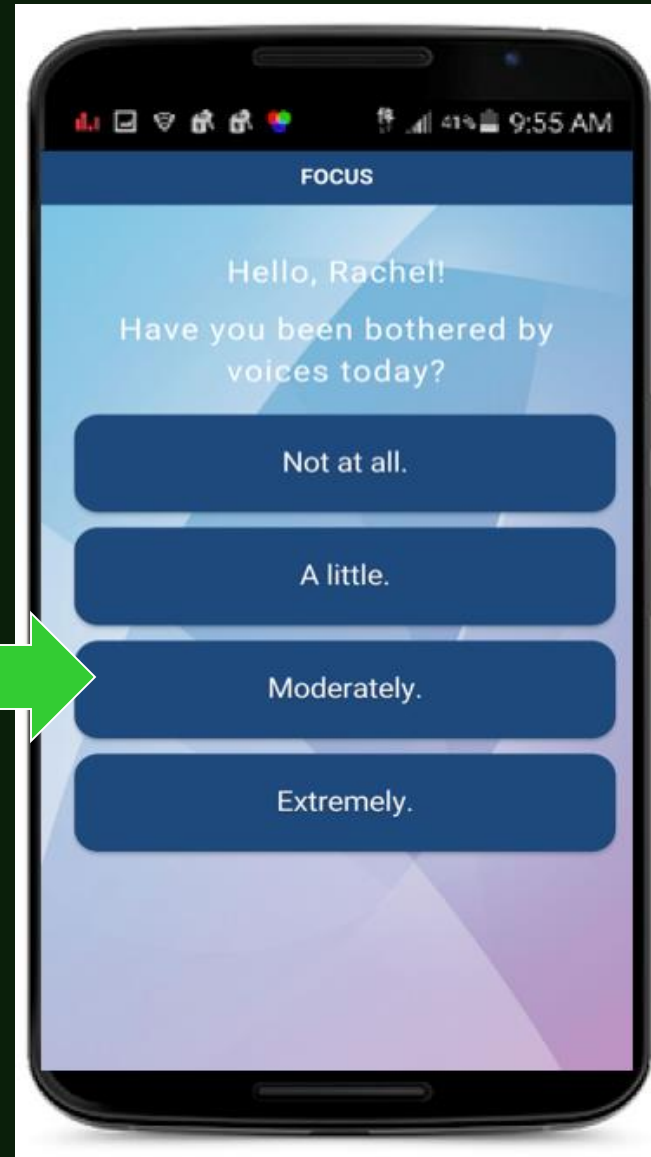 41% 9:55 AM
FOCUS
Hello, Rachel!
Have you been bothered by
voices today?
Not at all.
A little.
Moderately.
Extremely.